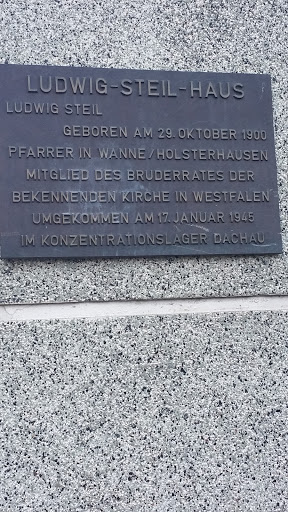 LUDWIG-STEIL-HAUS
LUDWIG STEIL
GEBOREN AM 29. OKTOBER 1900
PFARRER IN WANNE/HOLSTERHAUSEN
MITGLIED DES BRUDERRATES DER
BEKENNENDEN KIRCHE IN WESTFALEN
UMGEKOMMEN AM 17. JANUAR 1945
IM KONZENTRATIONSLAGER DACHAU